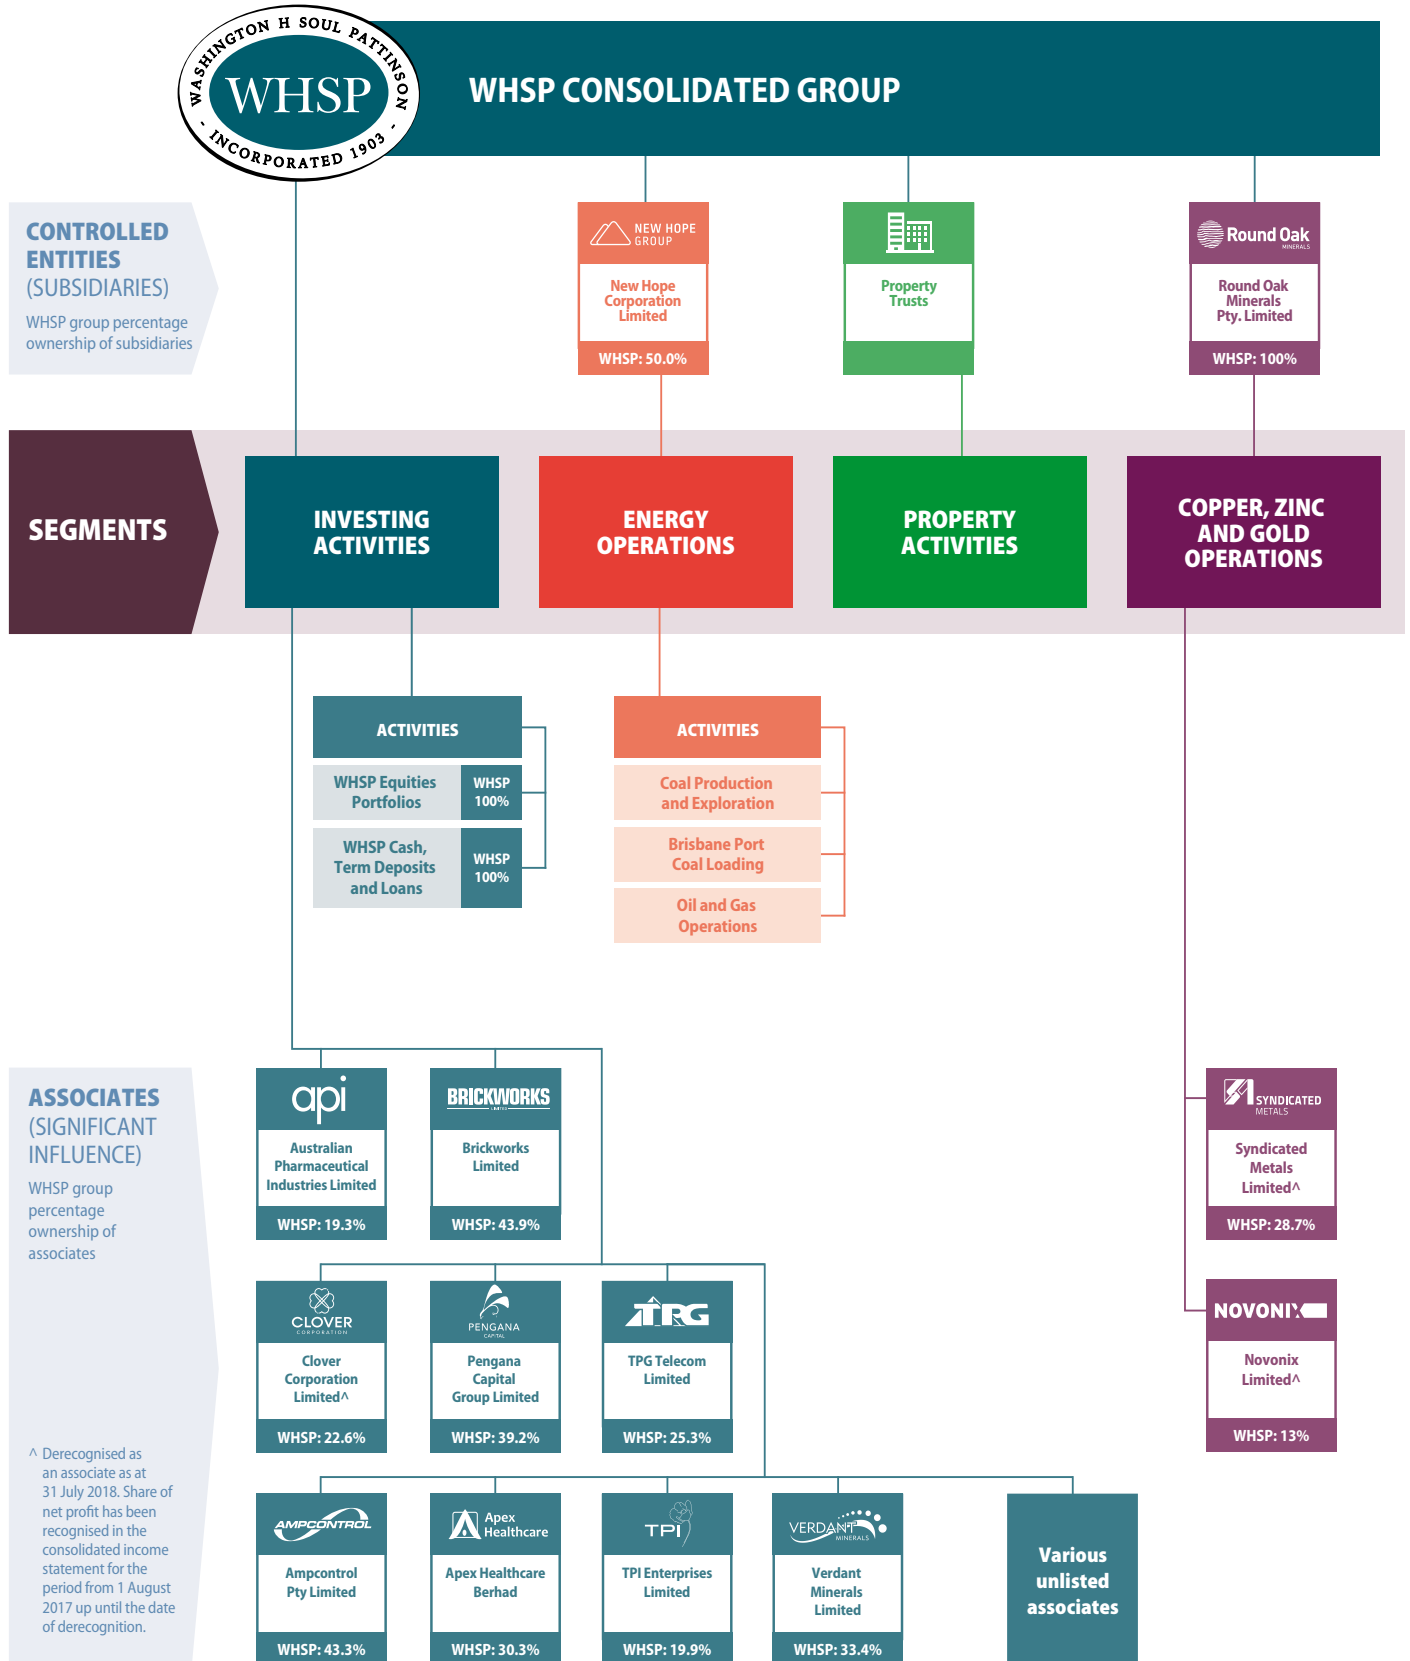 WASHINGTON H SOUL PATTINSON
WHSP
- INCORPORATED 1903 -
WHSP CONSOLIDATED GROUP
CONTROLLED
ENTITIES
(SUBSIDIARIES)
WHSP group percentage
ownership of subsidiaries
NEW HOPE
GROUP
New Hope
Corporation
Limited
WHSP: 50.0%
Property
Trusts
Round Oak
MINERALS
Round Oak
Minerals
Pty. Limited
WHSP: 100%
SEGMENTS
INVESTING
ACTIVITIES
ENERGY
OPERATIONS
PROPERTY
ACTIVITIES
COPPER, ZINC
AND GOLD
OPERATIONS
ACTIVITIES
WHSP Equities
Portfolios
WHSP
100%
WHSP Cash,
Term Deposits
and Loans
WHSP
100%
ACTIVITIES
Coal Production
and Exploration
Brisbane Port
Coal Loading
Oil and Gas
Operations
ASSOCIATES
(SIGNIFICANT
INFLUENCE)
WHSP group
percentage
ownership of
associates
api
Australian
Pharmaceutical
Industries Limited
WHSP: 19.3%
BRICKWORKS
LIMITED
Brickworks
Limited
WHSP: 43.9%
SYNDICATED
METALS
Syndicated
Metals
Limited^
WHSP: 28.7%
CLOVER
CORPORATION
Clover
Corporation
Limited^
WHSP: 22.6%
PENGANA
CAPITAL
Pengana
Capital
Group Limited
WHSP: 39.2%
TPG
TPG Telecom
Limited
WHSP: 25.3%
NOVONIX
Novonix
Limited^
WHSP: 13%
^ Derecognised as
an associate as at
31 July 2018. Share of
net profit has been
recognised in the
consolidated income
statement for the
period from 1 August
2017 up until the date
of derecognition.
AMPCONTROL
Ampcontrol
Pty Limited
WHSP: 43.3%
Apex
Healthcare
Apex Healthcare
Berhad
WHSP: 30.3%
TPI
TPI Enterprises
Limited
WHSP: 19.9%
VERDANT
MINERALS
Verdant
Minerals
Limited
WHSP: 33.4%
Various
unlisted
associates